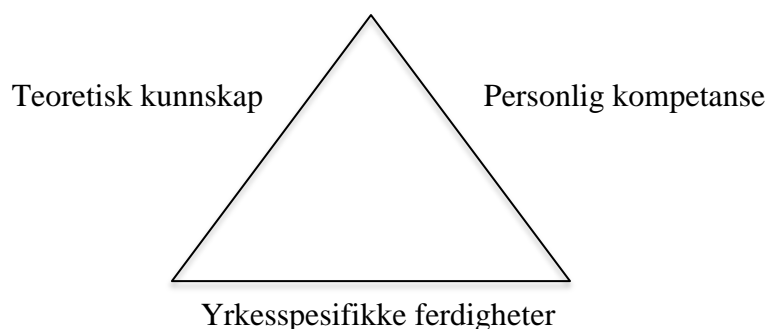 Teoretisk kunnskap
Personlig kompetanse
Yrkesspesifikke ferdigheter